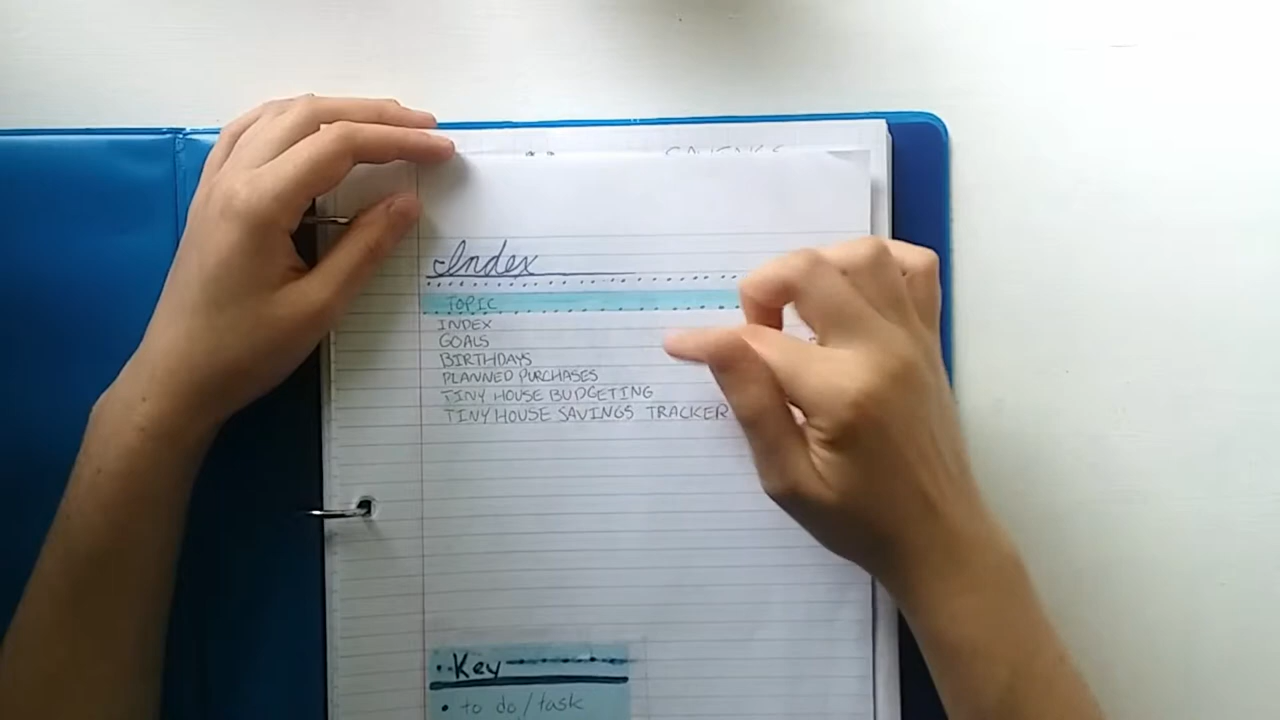 Index
TOPIC
INDEX
GOALS
BIRTHDAYS
PLANNED PURCHASES
TINY HOUSE BUDGETING
TINY HOUSE SAVINGS TRACKER
Key
• to do/task